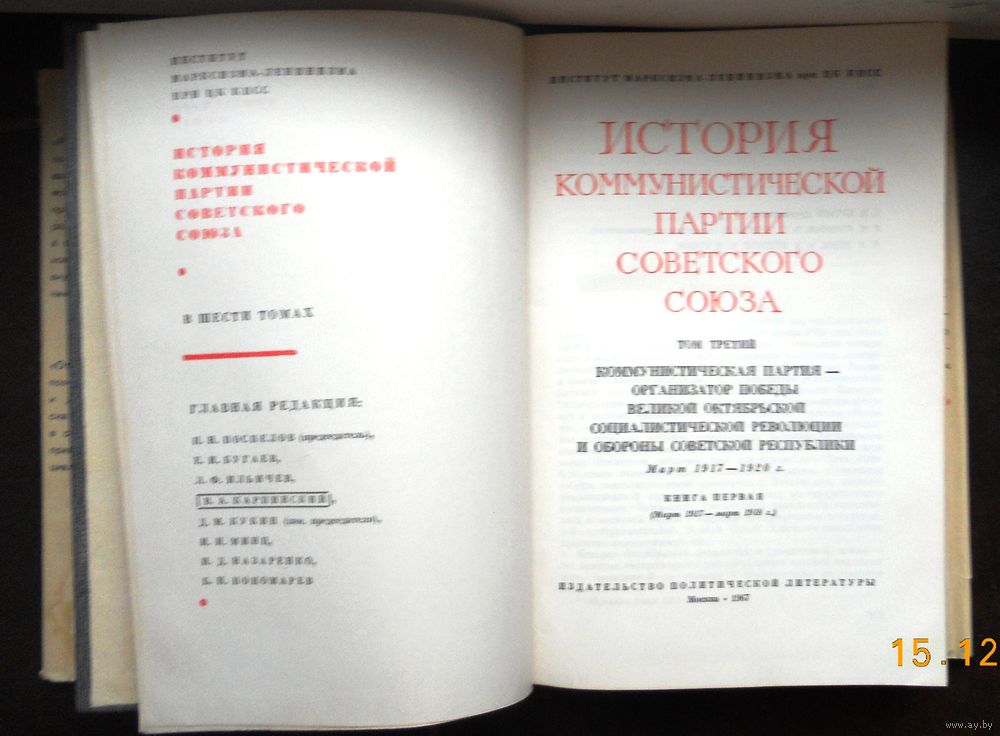 ИНСТИТУТ
МАРКСИЗМА-ЛЕНИНИЗМА
ПРИ ЦК КПСС
ИСТОРИЯ
КОММУНИСТИЧЕСКОЙ
ПАРТИИ
СОВЕТСКОГО
СОЮЗА
В ШЕСТИ ТОМАХ
ГЛАВНАЯ РЕДАКЦИЯ:
П. Н. ПОСПЕЛОВ (председатель),
Е. И. БУГАЕВ,
Л. Ф. ИЛЬИЧЕВ,
В. А. КАРПИНСКИЙ,
Д. М. КУКИН (зам. председателя),
И. И. МИНЦ,
И. Д. НАЗАРЕНКО,
Б. Н. ПОНОМАРЕВ
ИНСТИТУТ МАРКСИЗМА-ЛЕНИНИЗМА при ЦК КПСС
ИСТОРИЯ
КОММУНИСТИЧЕСКОЙ
ПАРТИИ
СОВЕТСКОГО
СОЮЗА
ТОМ ТРЕТИЙ
КОММУНИСТИЧЕСКАЯ ПАРТИЯ —
ОРГАНИЗАТОР ПОБЕДЫ
ВЕЛИКОЙ ОКТЯБРЬСКОЙ
СОЦИАЛИСТИЧЕСКОЙ РЕВОЛЮЦИИ
И ОБОРОНЫ СОВЕТСКОЙ РЕСПУБЛИКИ
Март 1917—1920 г.
КНИГА ПЕРВАЯ
(Март 1917 — март 1918 г.)
ИЗДАТЕЛЬСТВО ПОЛИТИЧЕСКОЙ ЛИТЕРАТУРЫ
Москва · 1967
15.12
www.ay.by